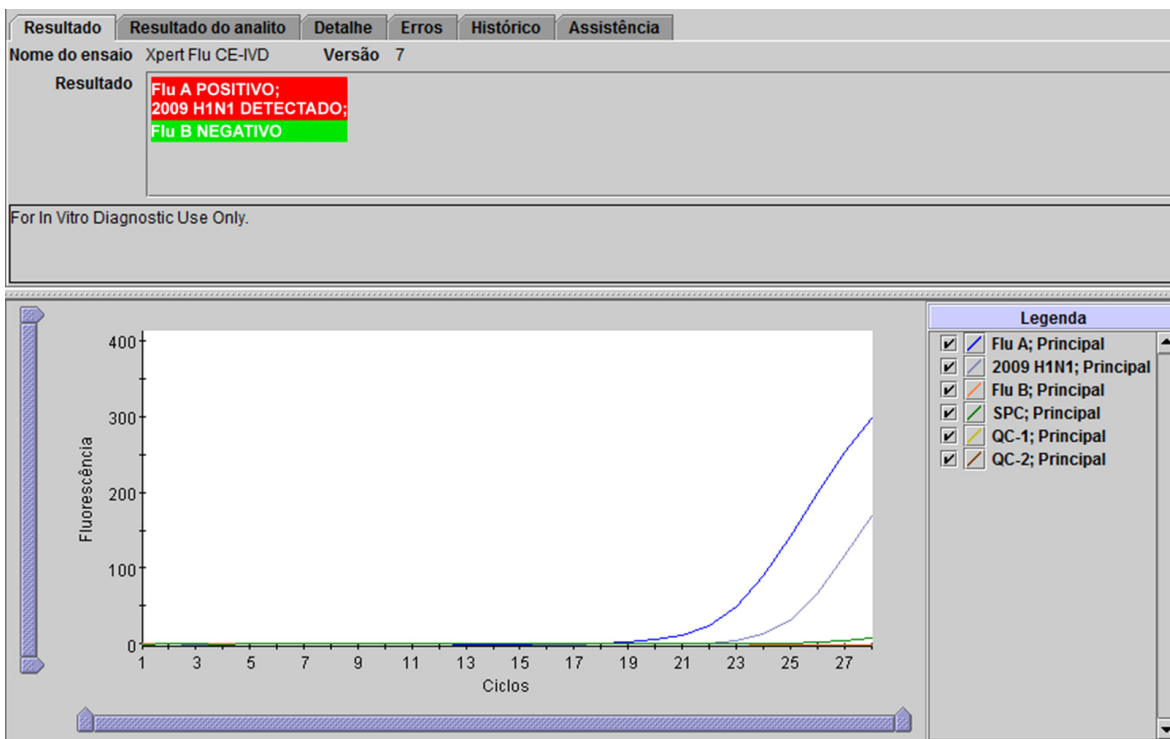 Resultado Resultado do analito Detalhe Erros Histórico Assistência
Nome do ensaio Xpert Flu CE-IVD Versão 7
Resultado
Flu A POSITIVO;
2009 H1N1 DETECTADO;
Flu B NEGATIVO
For In Vitro Diagnostic Use Only.
400
300
200
100
0
Fluorescência
1 3 5 7 9 11 13 15 17 19 21 23 25 27
Ciclos
Legenda
Flu A; Principal
2009 H1N1; Principal
Flu B; Principal
SPC; Principal
QC-1; Principal
QC-2; Principal